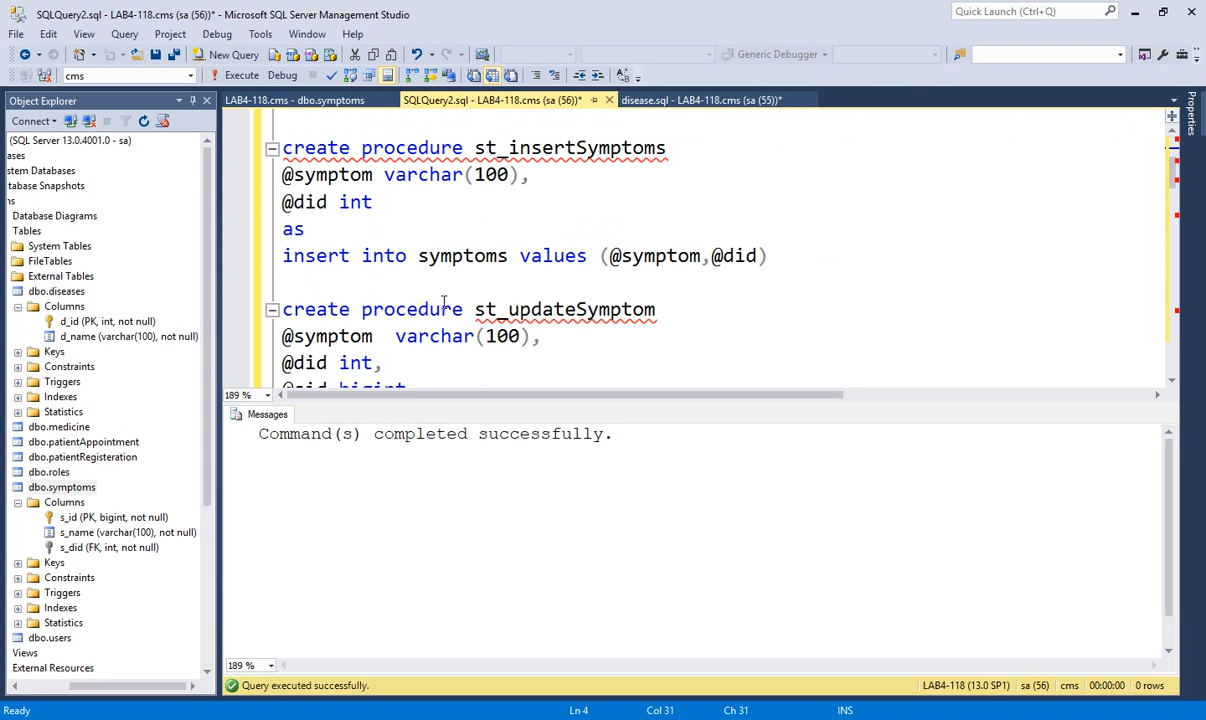 SQLQuery2.sql - LAB4-118.cms (sa (56))* - Microsoft SQL Server Management Studio
Quick Launch (Ctrl+Q)
File Edit View Query Project Debug Tools Window Help
New Query
Generic Debugger
cms
Execute Debug
Object Explorer
LAB4-118.cms - dbo.symptoms
SQLQuery2.sql - LAB4-118.cms (sa (56))*
disease.sql - LAB4-118.cms (sa (55))*
Properties
Connect
(SQL Server 13.0.4001.0 - sa)
ases
stem Databases
tabase Snapshots
ns
Database Diagrams
Tables
System Tables
FileTables
External Tables
dbo.diseases
Columns
d_id (PK, int, not null)
d_name (varchar(100), not null)
Keys
Constraints
Triggers
Indexes
Statistics
dbo.medicine
dbo.patientAppointment
dbo.patientRegisteration
dbo.roles
dbo.symptoms
Columns
s_id (PK, bigint, not null)
s_name (varchar(100), not null)
s_did (FK, int, not null)
Keys
Constraints
Triggers
Indexes
Statistics
dbo.users
Views
External Resources
create procedure st_insertSymptoms
@symptom varchar(100),
@did int
as
insert into symptoms values (@symptom,@did)
create procedure st_updateSymptom
@symptom  varchar(100),
@did int,
189 %
Messages
Command(s) completed successfully.
189 %
Query executed successfully.
LAB4-118 (13.0 SP1) sa (56) cms 00:00:00 0 rows
Ready
Ln 4
Col 31
Ch 31
INS